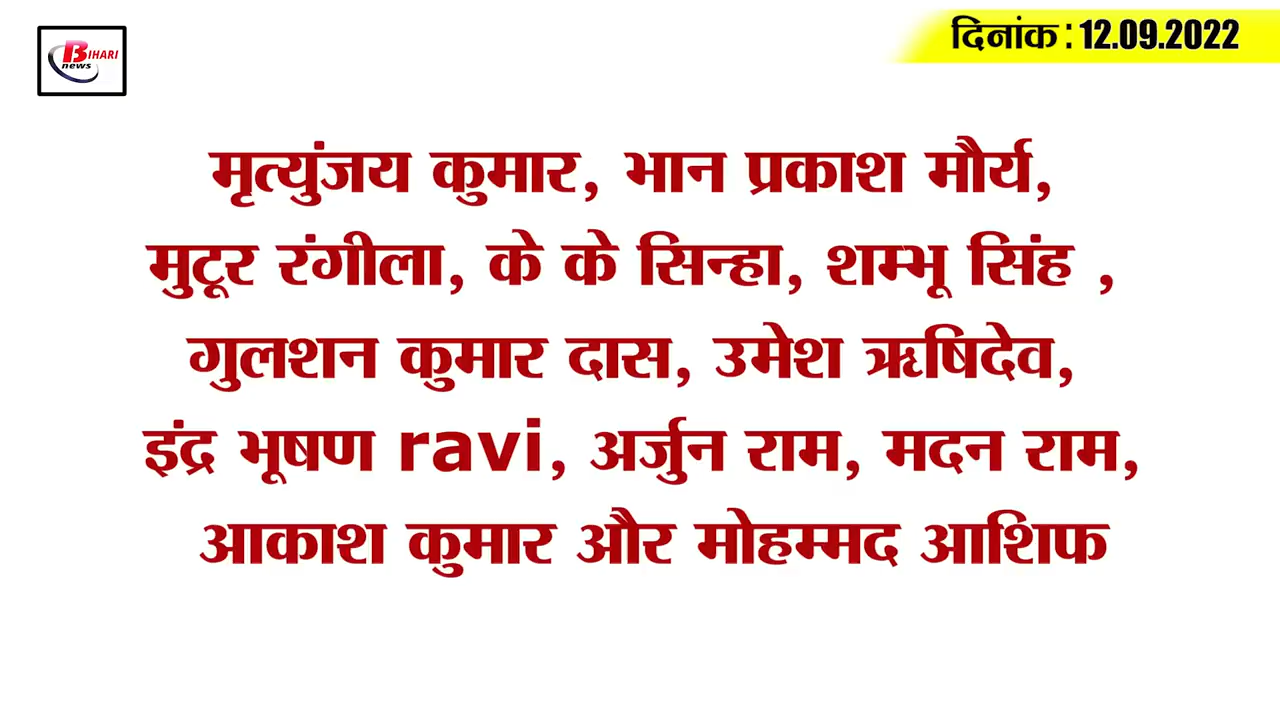 BIHARI
news
दिनांक : 12.09.2022
मृत्युंजय कुमार, भान प्रकाश मौर्य,
मुटूर रंगीला, के के सिन्हा, शम्भू सिंह ,
गुलशन कुमार दास, उमेश ऋषिदेव,
इंद्र भूषण ravi, अर्जुन राम, मदन राम,
आकाश कुमार और मोहम्मद आशिफ